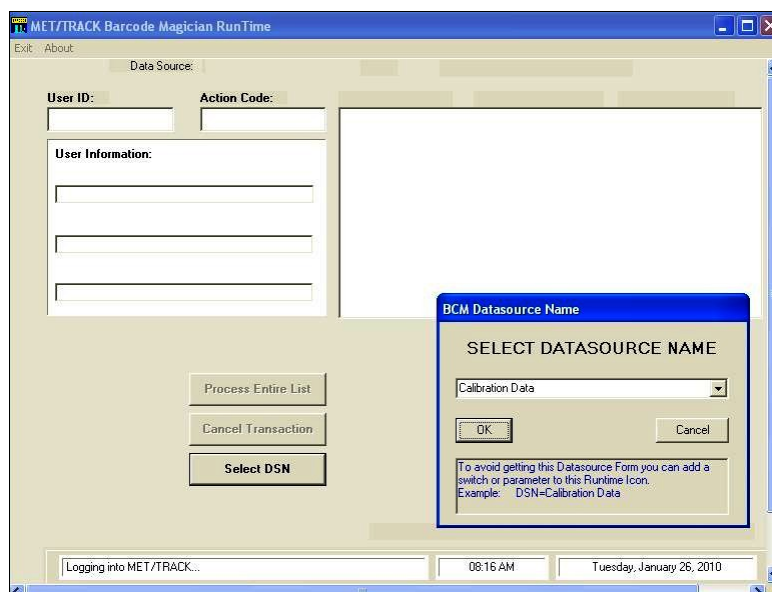 MET/TRACK Barcode Magician RunTime
Exit About
Data Source:
User ID: Action Code:
User Information:
BCM Datasource Name
SELECT DATASOURCE NAME
Calibration Data
OK Cancel
To avoid getting this Datasource Form you can add a
switch or parameter to this Runtime Icon.
Example: DSN=Calibration Data
Process Entire List
Cancel Transaction
Select DSN
Logging into MET/TRACK... 08:16 AM Tuesday, January 26, 2010